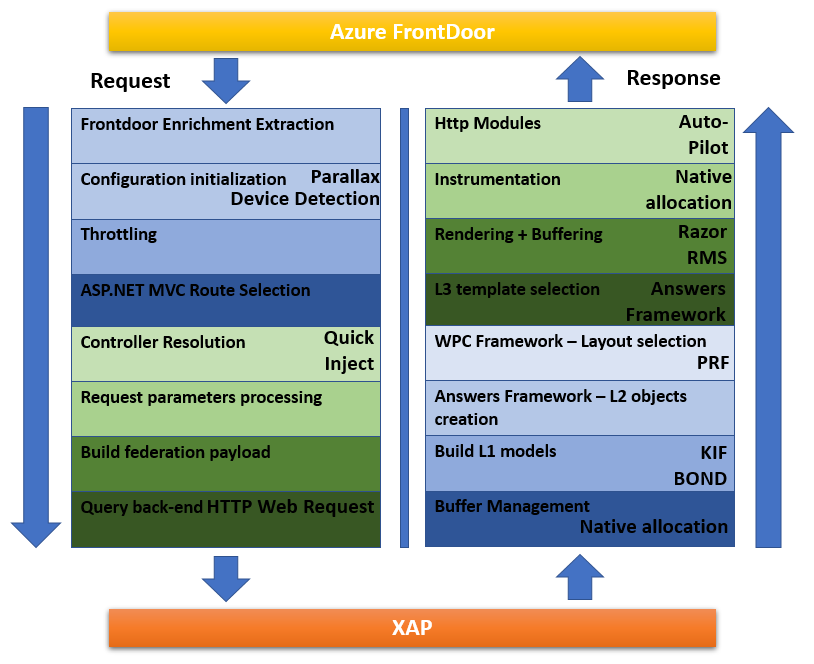 Azure FrontDoor
Request
Response
Frontdoor Enrichment Extraction
Configuration initialization Parallax
Device Detection
Throttling
ASP.NET MVC Route Selection
Controller Resolution Quick
Inject
Request parameters processing
Build federation payload
Query back-end HTTP Web Request
Http Modules Auto-
Pilot
Instrumentation Native
allocation
Rendering + Buffering Razor
RMS
L3 template selection Answers
Framework
WPC Framework – Layout selection
PRF
Answers Framework – L2 objects
creation
Build L1 models KIF
BOND
Buffer Management
Native allocation
XAP